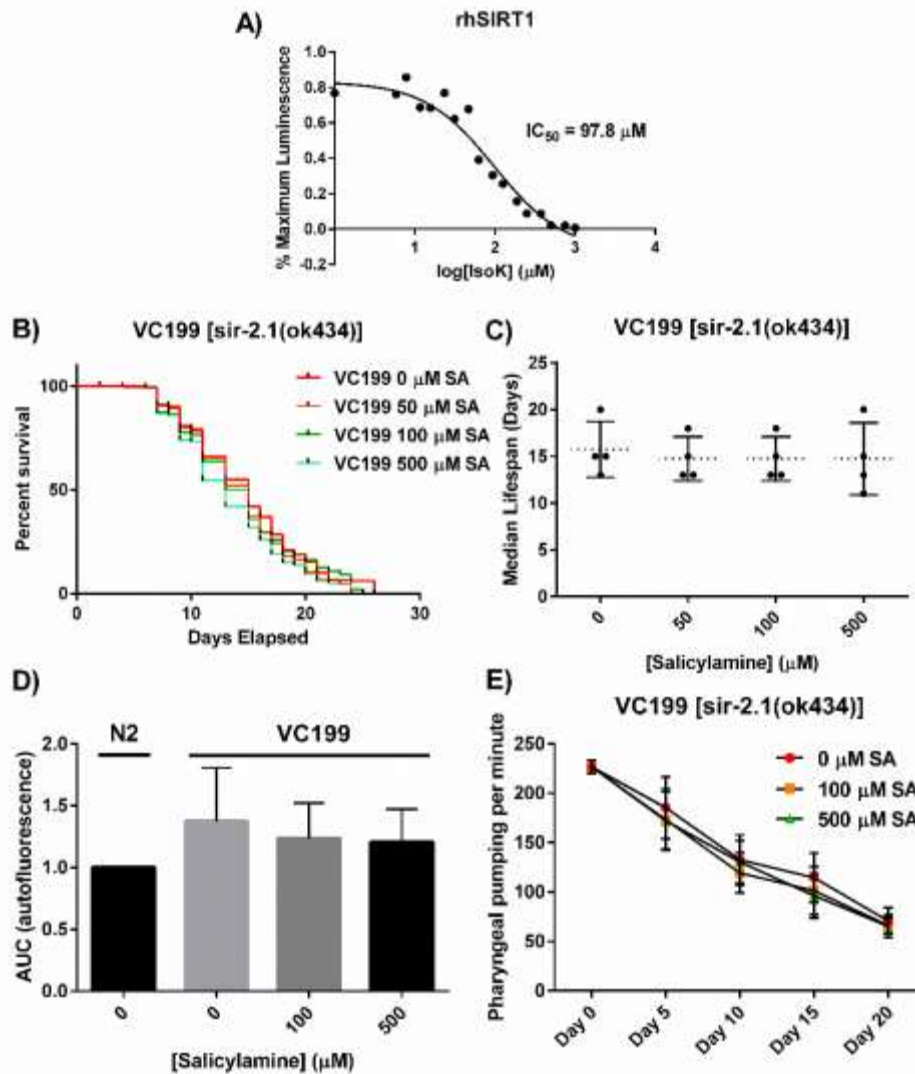 A)
rhSIRT1
% Maximum Luminescence
1.0
0.8
0.6
0.4
0.2
0.0
-0.2
IC50 = 97.8 μM
1
2
3
4
log[IsoK] (μM)
B)
VC199 [sir-2.1(ok434)]
VC199 0 μM SA
VC199 50 μM SA
VC199 100 μM SA
VC199 500 μM SA
Percent survival
100
50
0
0
10
20
30
Days Elapsed
C)
VC199 [sir-2.1(ok434)]
Median Lifespan (Days)
25
20
15
10
5
0
0
50
100
500
[Salicylamine] (μM)
D)
N2
VC199
AUC (autofluorescence)
2.0
1.5
1.0
0.5
0.0
0
0
100
500
[Salicylamine] (μM)
E)
VC199 [sir-2.1(ok434)]
0 μM SA
100 μM SA
500 μM SA
Pharyngeal pumping per minute
250
200
150
100
50
0
Day 0
Day 5
Day 10
Day 15
Day 20